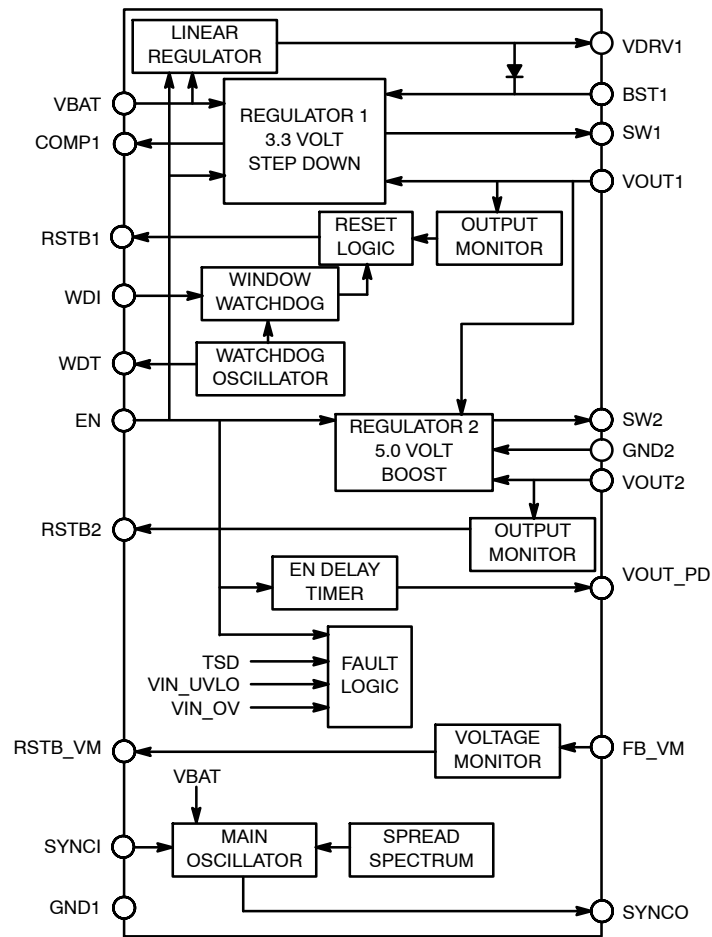 LINEAR
REGULATOR
VDRV1
VBAT
BST1
REGULATOR 1
3.3 VOLT
STEP DOWN
COMP1
SW1
VOUT1
RSTB1
RESET
LOGIC
OUTPUT
MONITOR
WDI
WINDOW
WATCHDOG
WDT
WATCHDOG
OSCILLATOR
EN
REGULATOR 2
5.0 VOLT
BOOST
SW2
GND2
VOUT2
RSTB2
OUTPUT
MONITOR
EN DELAY
TIMER
VOUT_PD
TSD
VIN_UVLO
VIN_OV
FAULT
LOGIC
RSTB_VM
VOLTAGE
MONITOR
FB_VM
VBAT
SYNCI
MAIN
OSCILLATOR
SPREAD
SPECTRUM
GND1
SYNCO